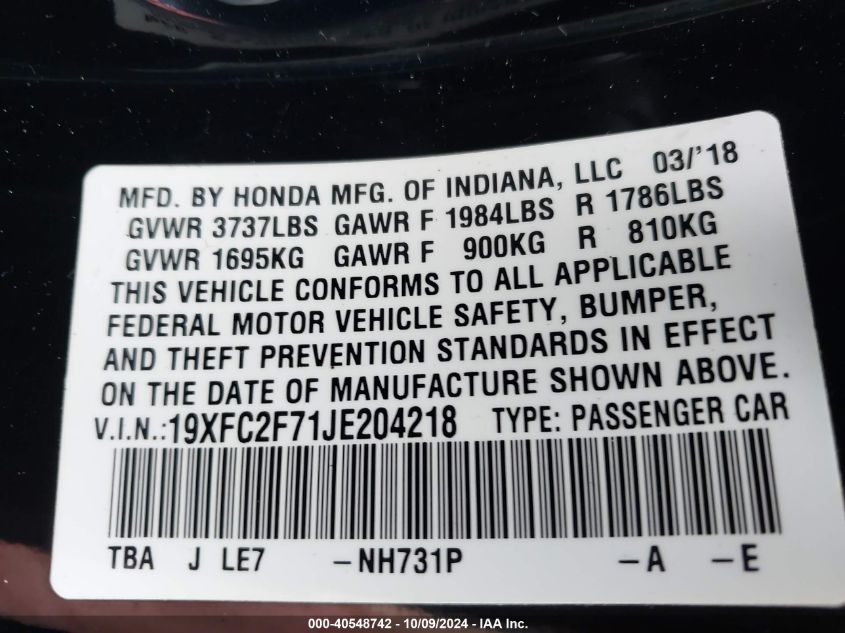 MFD. BY HONDA MFG. OF INDIANA, LLC 03/'18
GVWR 3737LBS GAWR F 1984LBS R 1786LBS
GVWR 1695KG GAWR F 900KG R 810KG
THIS VEHICLE CONFORMS TO ALL APPLICABLE
FEDERAL MOTOR VEHICLE SAFETY, BUMPER,
AND THEFT PREVENTION STANDARDS IN EFFECT
ON THE DATE OF MANUFACTURE SHOWN ABOVE.
V.I.N.:19XFC2F71JE204218 TYPE: PASSENGER CAR
TBA J LE7 -NH731P -A -E
000-40548742 - 10/09/2024 - IAA Inc.